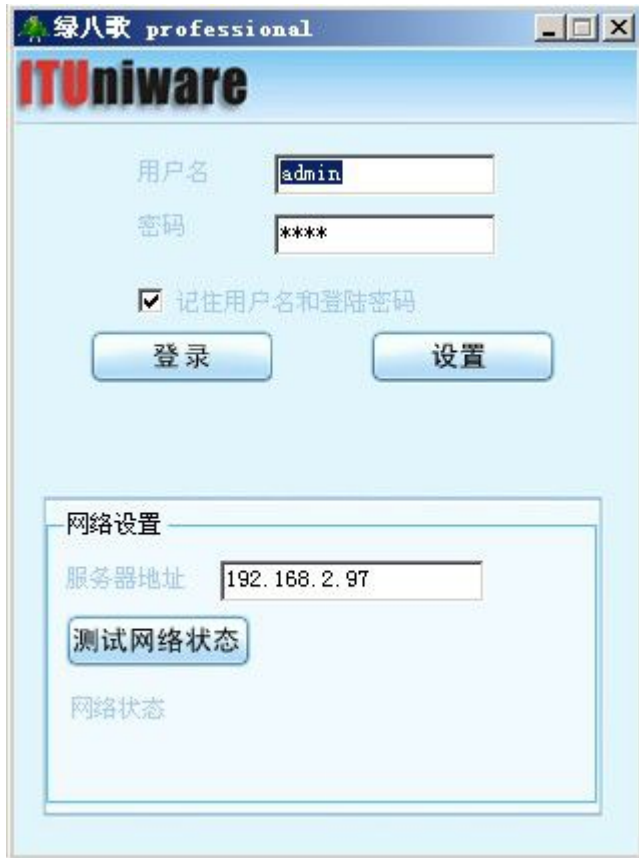 绿八歌 professional
ITUniware
用户名 admin
密码 ****
记住用户名和登陆密码
登录 设置
网络设置
服务器地址 192.168.2.97
测试网络状态
网络状态